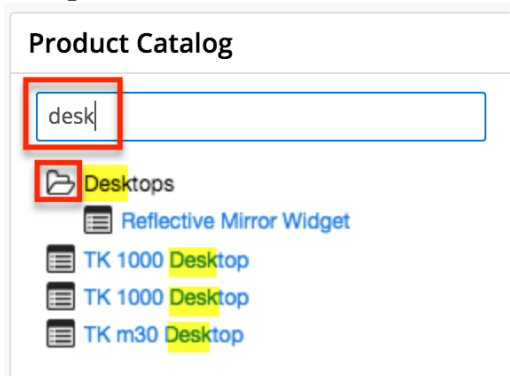 Product Catalog
desk
Desktops
Reflective Mirror Widget
TK 1000 Desktop
TK 1000 Desktop
TK m30 Desktop